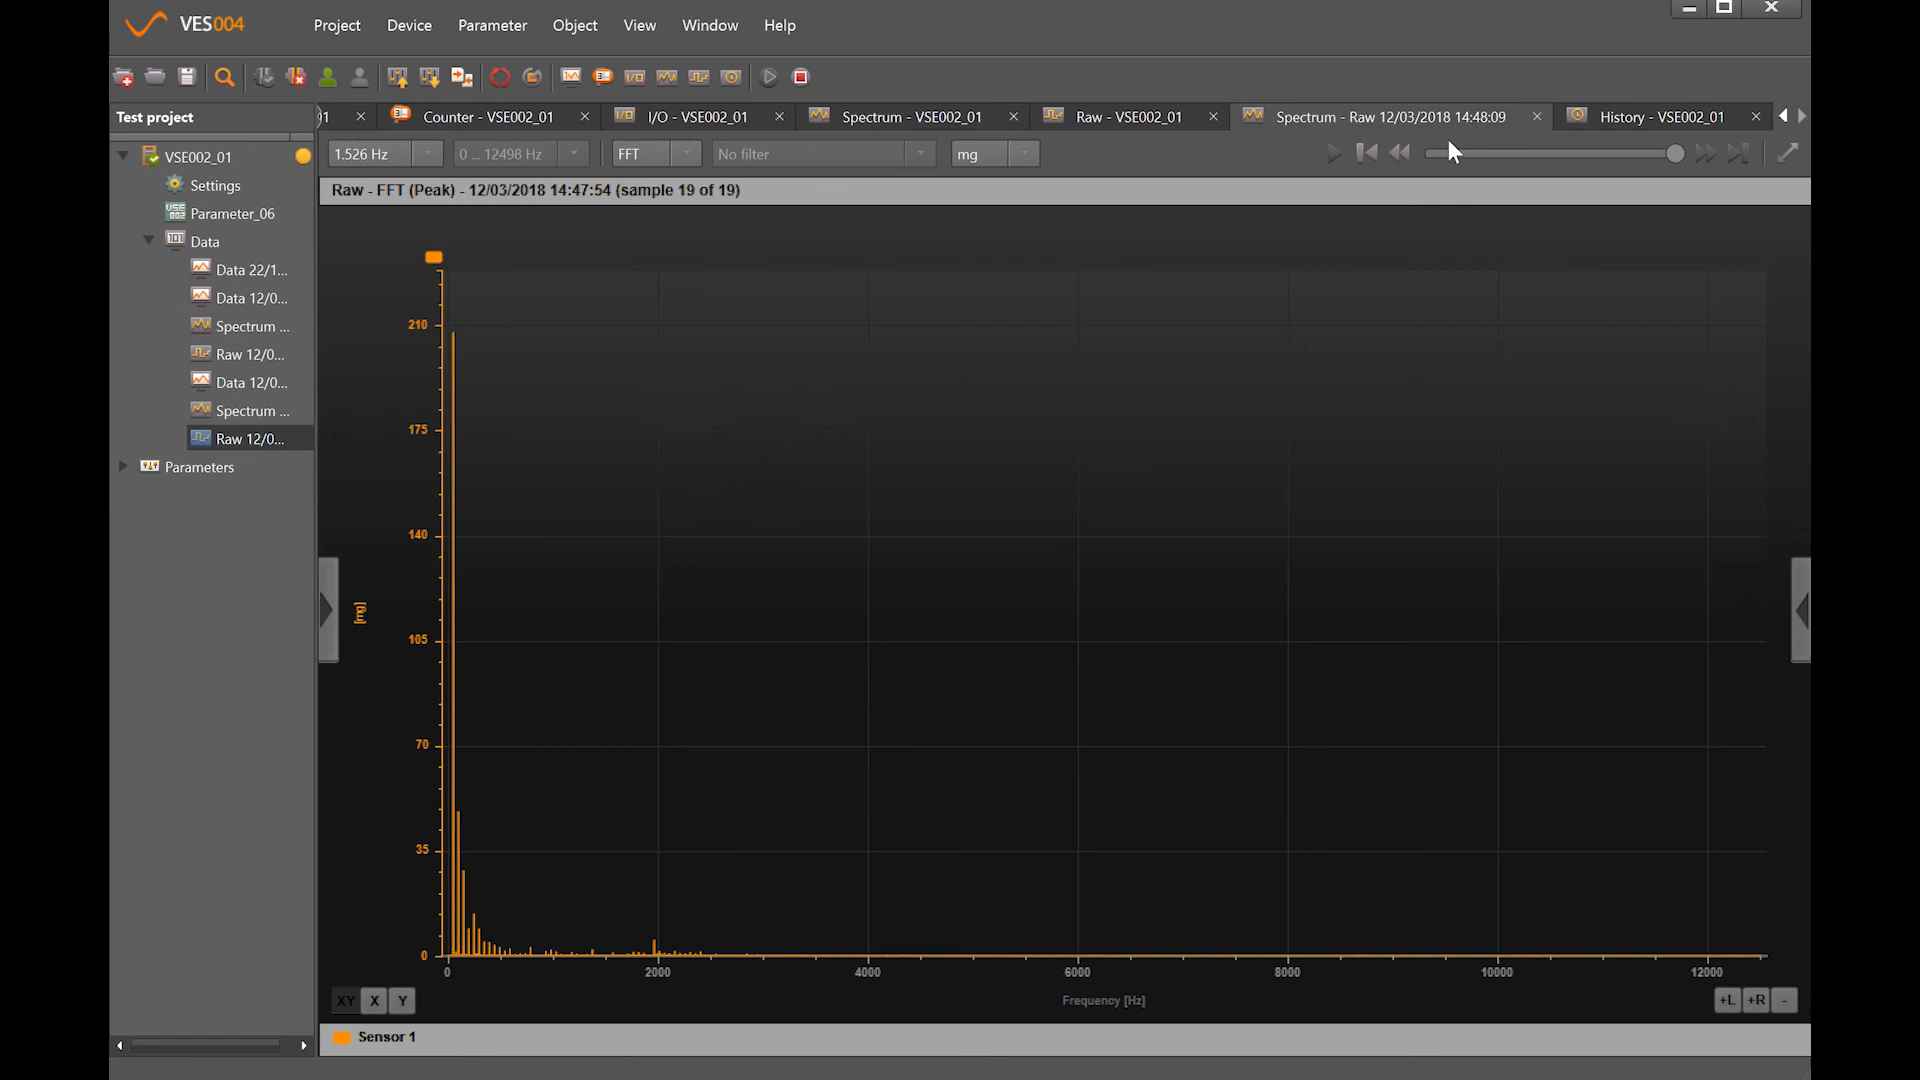 VES004
Project Device Parameter Object View Window Help
Test project
1
Counter - VSE002_01
I/O - VSE002_01
Spectrum - VSE002_01
Raw - VSE002_01
Spectrum - Raw 12/03/2018 14:48:09
History - VSE002_01
1.526 Hz
0 ... 12498 Hz
FFT
No filter
mg
Raw - FFT (Peak) - 12/03/2018 14:47:54 (sample 19 of 19)
VSE002_01
Settings
Parameter_06
Data
Data 22/1...
Data 12/0...
Spectrum ...
Raw 12/0...
Data 12/0...
Spectrum ...
Raw 12/0...
Parameters
210
175
140
105
70
35
0
[mg]
0 2000 4000 6000 8000 10000 12000
Frequency [Hz]
XY X Y
+L +R -
Sensor 1